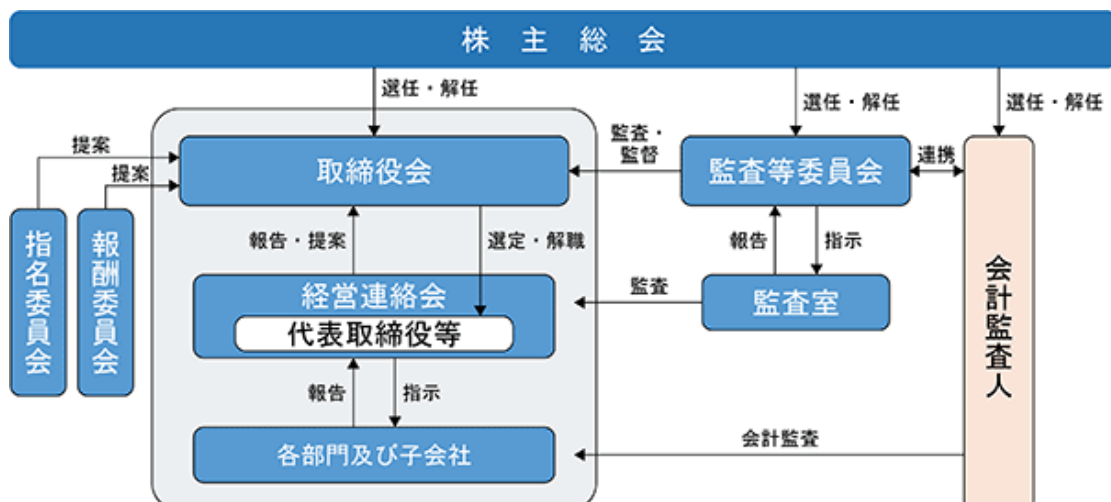 株主総会
選任・解任
選任・解任
選任・解任
提案
提案
取締役会
監査・
監督
監査等委員会
連携
指名委員会
報酬委員会
報告・提案
選定・解職
報告
指示
会計監査人
経営連絡会
代表取締役等
監査
監査室
報告
指示
各部門及び子会社
会計監査